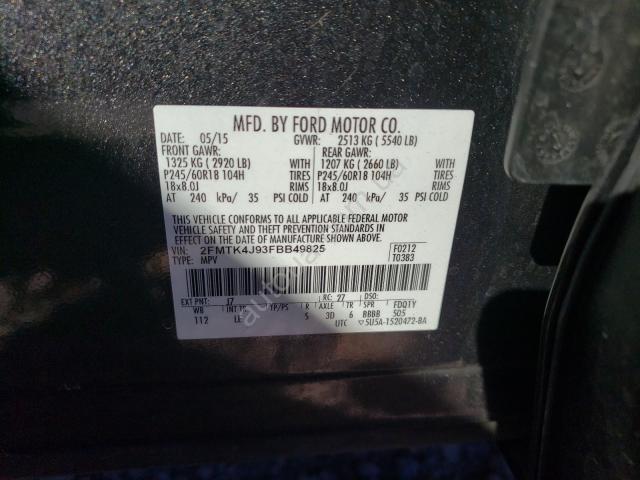 MFD. BY FORD MOTOR CO.
DATE: 05/15 GVWR: 2513 KG ( 5540 LB)
FRONT GAWR: REAR GAWR:
1325 KG ( 2920 LB) WITH 1207 KG ( 2660 LB) WITH
P245/60R18 104H TIRES P245/60R18 104H TIRES
18x8.0J RIMS 18x8.0J RIMS
AT 240 kPa/ 35 PSI COLD AT 240 kPa/ 35 PSI COLD
THIS VEHICLE CONFORMS TO ALL APPLICABLE FEDERAL MOTOR
VEHICLE SAFETY AND THEFT PREVENTION STANDARDS
IN EFFECT ON THE DATE OF MANUFACTURE SHOWN ABOVE.
VIN: 2FMTK4J93FBB49825 F0212
TYPE: MPV T0383
EXT PNT: J7 RC: 27 DSO:
WB INT TR TP/PS R AXLE TR SPR FDQTY
112 LE S 3D 6 BBBB 505
UTC ▽5U5A-1520472-BA